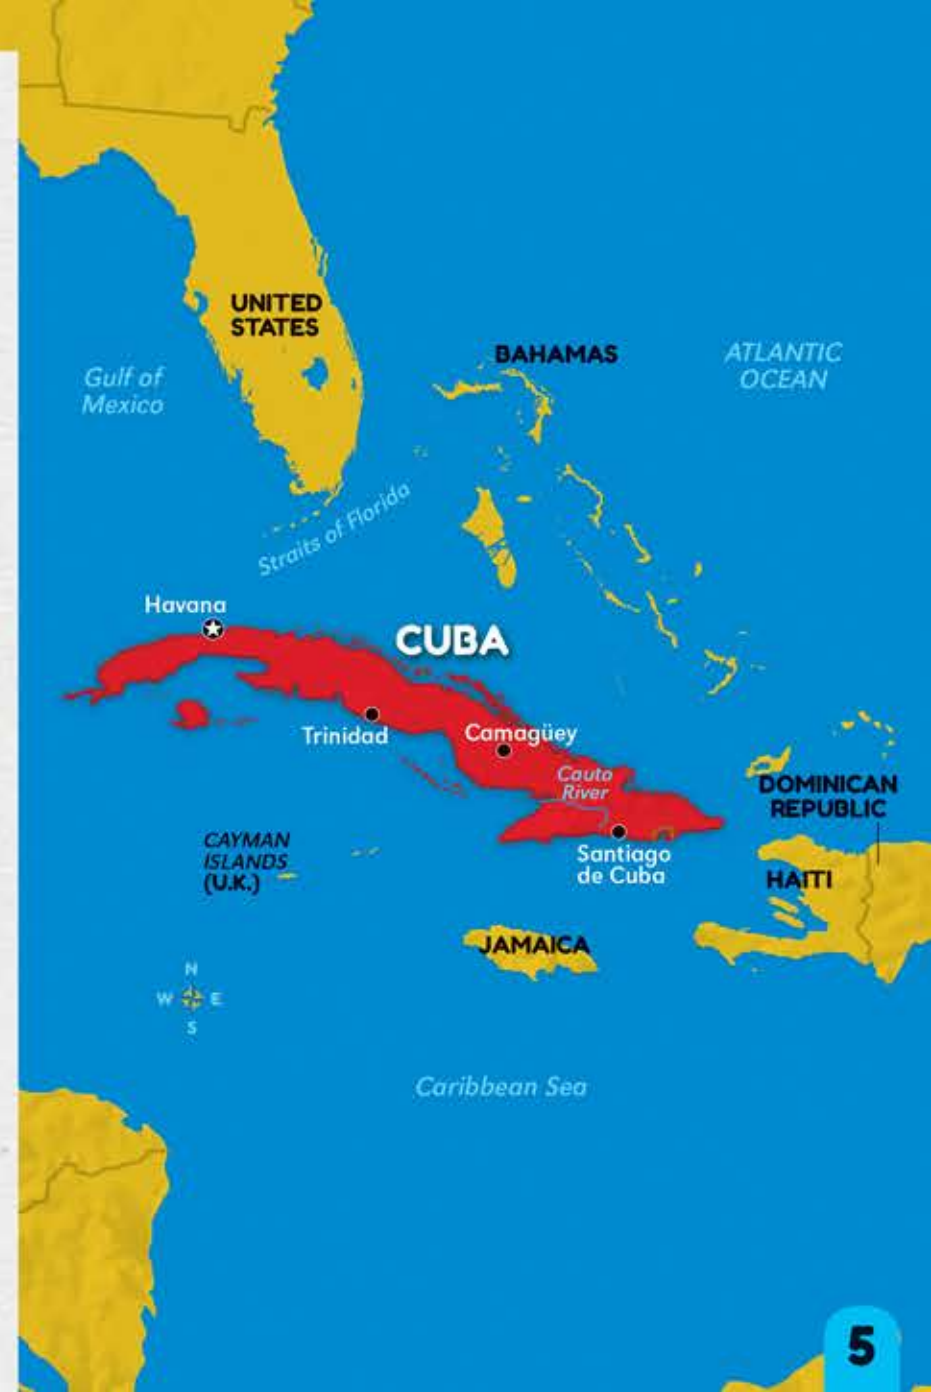 UNITED
STATES
BAHAMAS
ATLANTIC
OCEAN
Gulf of
Mexico
Straits of Florida
Havana
CUBA
Trinidad
Camagüey
Cauto
River
DOMINICAN
REPUBLIC
CAYMAN
ISLANDS
(U.K.)
Santiago
de Cuba
HAITI
JAMAICA
N
W E
S
Caribbean Sea
5